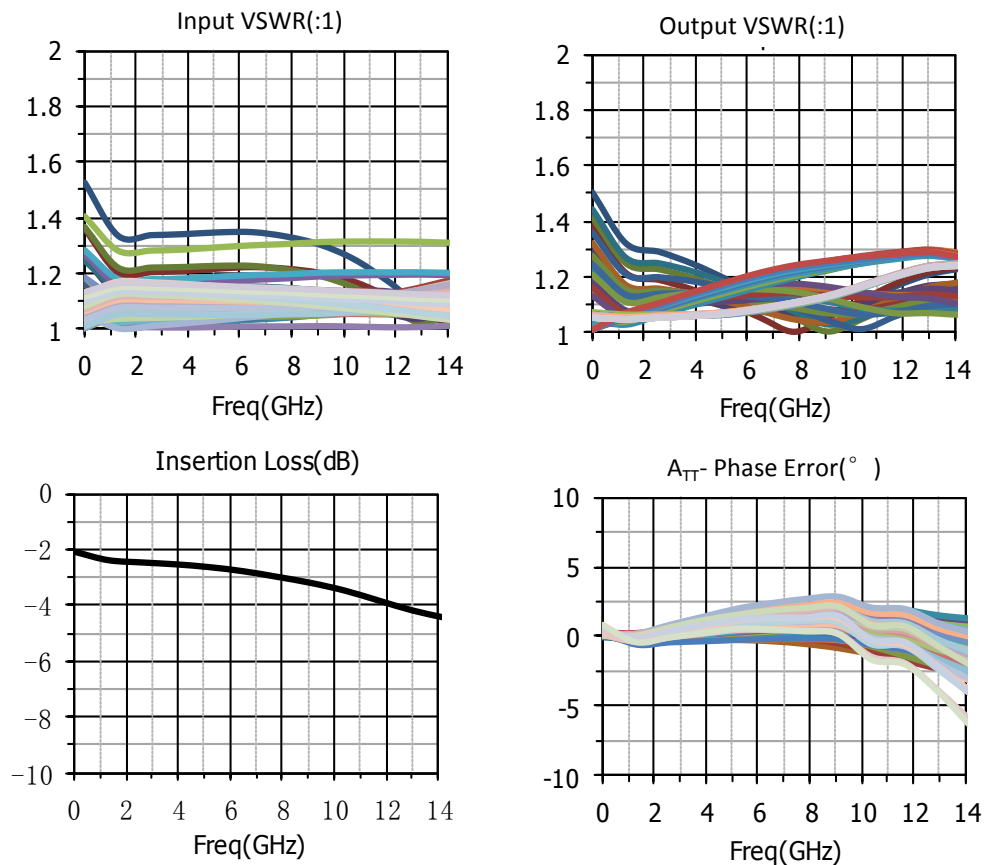 Input VSWR(:1)
2
1.8
1.6
1.4
1.2
1
0 2 4 6 8 10 12 14
Freq(GHz)
Output VSWR(:1)
2
1.8
1.6
1.4
1.2
1
0 2 4 6 8 10 12 14
Freq(GHz)
Insertion Loss(dB)
0
-2
-4
-6
-8
-10
0 2 4 6 8 10 12 14
Freq(GHz)
ATT- Phase Error(°)
10
5
0
-5
-10
0 2 4 6 8 10 12 14
Freq(GHz)